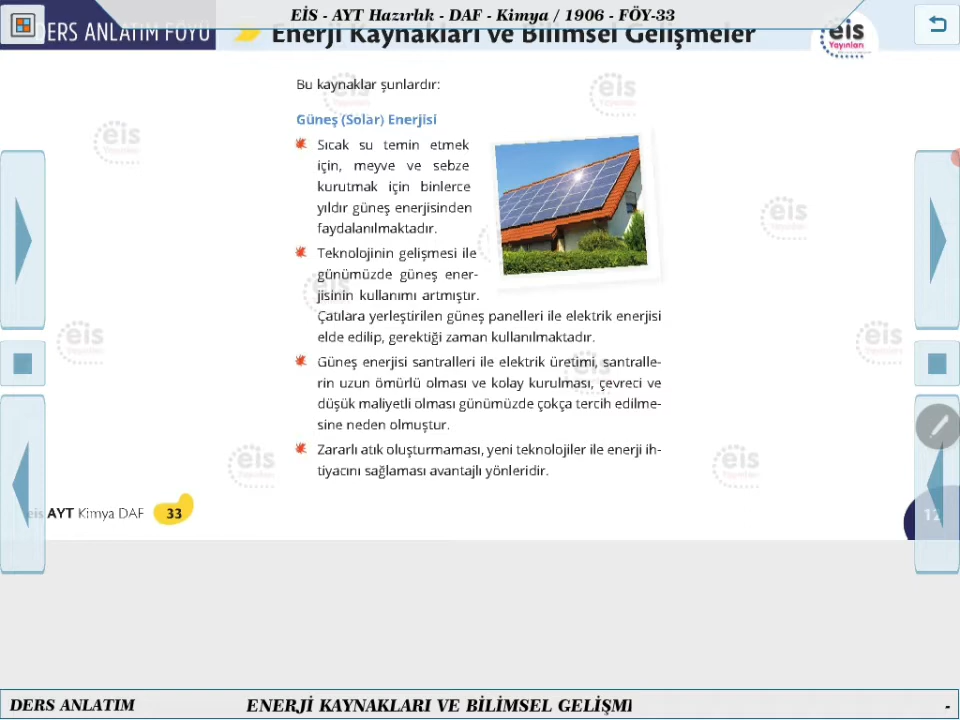 EİS - AYT Hazırlık - DAF - Kimya / 1906 - FÖY-33
DERS ANLATIM FÖYÜ
Enerji Kaynakları ve Bilimsel Gelişmeler
eis
Yayınları
Bu kaynaklar şunlardır:
Güneş (Solar) Enerjisi
Sıcak su temin etmek
için, meyve ve sebze
kurutmak için binlerce
yıldır güneş enerjisinden
faydalanılmaktadır.
Teknolojinin gelişmesi ile
günümüzde güneş ener-
jisinin kullanımı artmıştır.
Çatılara yerleştirilen güneş panelleri ile elektrik enerjisi
elde edilip, gerektiği zaman kullanılmaktadır.
Güneş enerjisi santralleri ile elektrik üretimi, santralle-
rin uzun ömürlü olması ve kolay kurulması, çevreci ve
düşük maliyetli olması günümüzde çokça tercih edilme-
sine neden olmuştur.
Zararlı atık oluşturmaması, yeni teknolojiler ile enerji ih-
tiyacını sağlaması avantajlı yönleridir.
eis AYT Kimya DAF 33
12
DERS ANLATIM
ENERJİ KAYNAKLARI VE BİLİMSEL GELİŞMİ
-